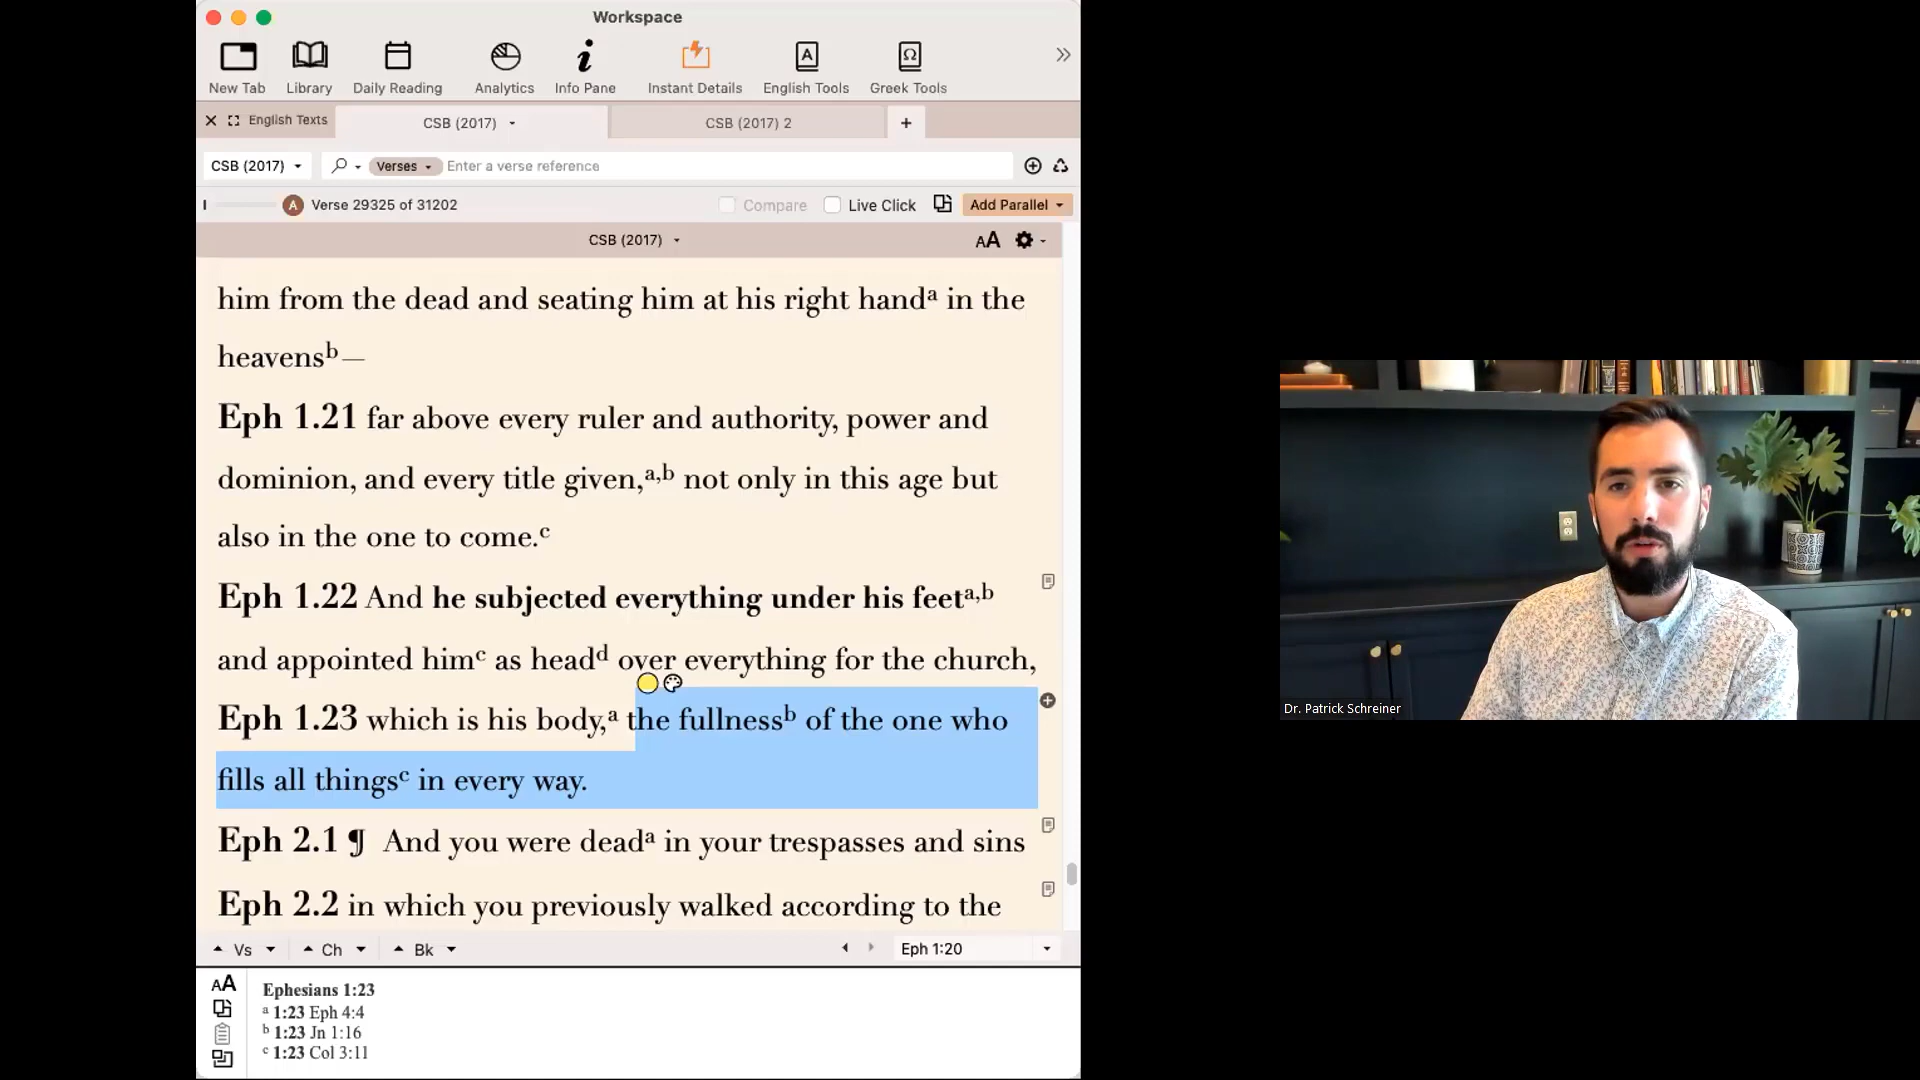 Workspace
New Tab
Library
Daily Reading
Analytics
Info Pane
Instant Details
English Tools
Greek Tools
English Texts
CSB (2017)
CSB (2017) 2
CSB (2017)
Verses
Enter a verse reference
A
Verse 29325 of 31202
Compare
Live Click
Add Parallel
CSB (2017)
AA
him from the dead and seating him at his right handᵃ in the
heavensᵇ—
Eph 1.21 far above every ruler and authority, power and
dominion, and every title given,ᵃ,ᵇ not only in this age but
also in the one to come.ᶜ
Eph 1.22 And he subjected everything under his feetᵃ,ᵇ
and appointed himᶜ as headᵈ over everything for the church,
Eph 1.23 which is his body,ᵃ the fullnessᵇ of the one who
fills all thingsᶜ in every way.
Eph 2.1 ¶ And you were deadᵃ in your trespasses and sins
Eph 2.2 in which you previously walked according to the
Vs
Ch
Bk
Eph 1:20
AA
Ephesians 1:23
ᵃ 1:23 Eph 4:4
ᵇ 1:23 Jn 1:16
ᶜ 1:23 Col 3:11
Dr. Patrick Schreiner